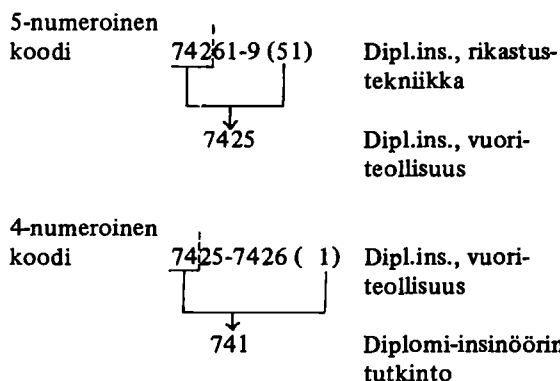 5-numeroinen
koodi 74261-9 (51) Dipl.ins., rikastus-
tekniikka
7425 Dipl.ins., vuori-
teollisuus
4-numeroinen
koodi 7425-7426 ( 1) Dipl.ins., vuori-
teollisuus
741 Diplomi-insinöörin
tutkinto